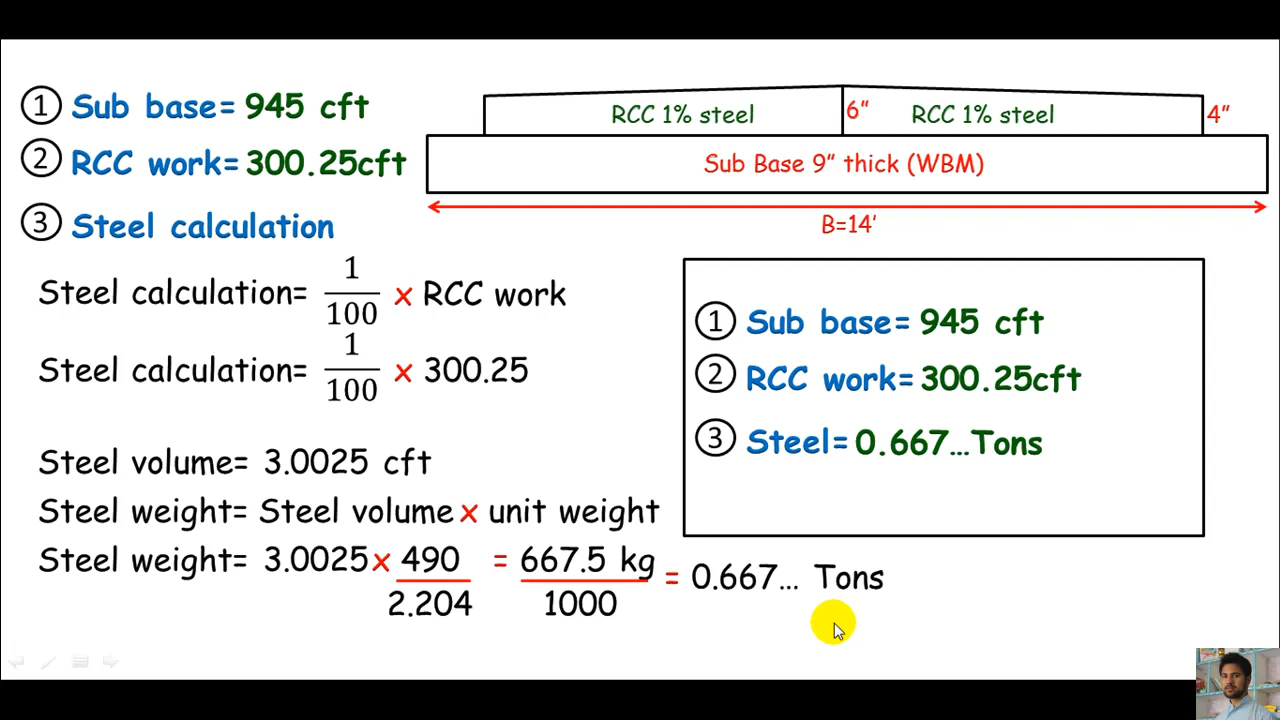 ① Sub base= 945 cft
② RCC work= 300.25cft
③ Steel calculation
RCC 1% steel 6” RCC 1% steel 4”
Sub Base 9” thick (WBM)
B=14’
Steel calculation= 1/100 x RCC work
Steel calculation= 1/100 x 300.25
Steel volume= 3.0025 cft
Steel weight= Steel volume x unit weight
Steel weight= 3.0025 x 490/2.204 = 667.5 kg/1000 = 0.667... Tons
① Sub base= 945 cft
② RCC work= 300.25cft
③ Steel= 0.667...Tons